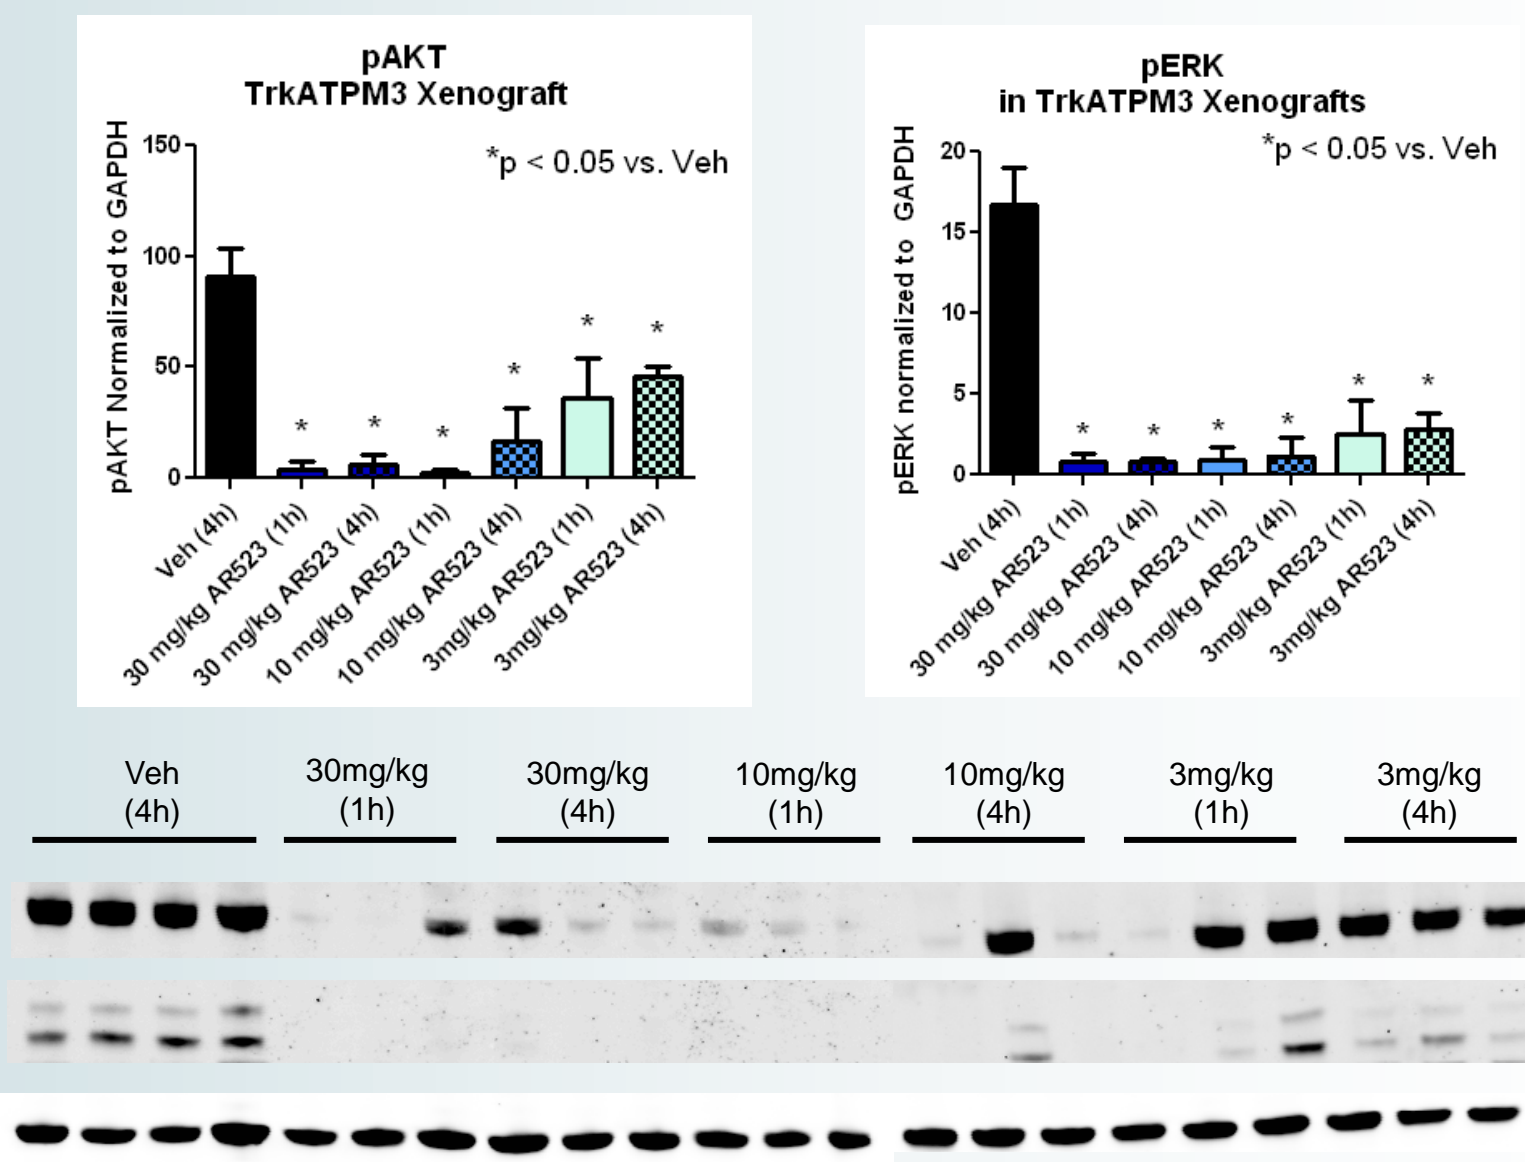 pAKT
TrkATPM3 Xenograft
*p < 0.05 vs. Veh
pAKT Normalized to GAPDH
150
100
50
0
*
*
*
*
*
*
Veh (4h)
30 mg/kg AR523 (1h)
30 mg/kg AR523 (4h)
10 mg/kg AR523 (1h)
10 mg/kg AR523 (4h)
3mg/kg AR523 (1h)
3mg/kg AR523 (4h)
pERK
in TrkATPM3 Xenografts
*p < 0.05 vs. Veh
pERK normalized to GAPDH
20
15
10
5
0
*
*
*
*
*
*
Veh (4h)
30 mg/kg AR523 (1h)
30 mg/kg AR523 (4h)
10 mg/kg AR523 (1h)
10 mg/kg AR523 (4h)
3mg/kg AR523 (1h)
3mg/kg AR523 (4h)
Veh
(4h)
30mg/kg
(1h)
30mg/kg
(4h)
10mg/kg
(1h)
10mg/kg
(4h)
3mg/kg
(1h)
3mg/kg
(4h)